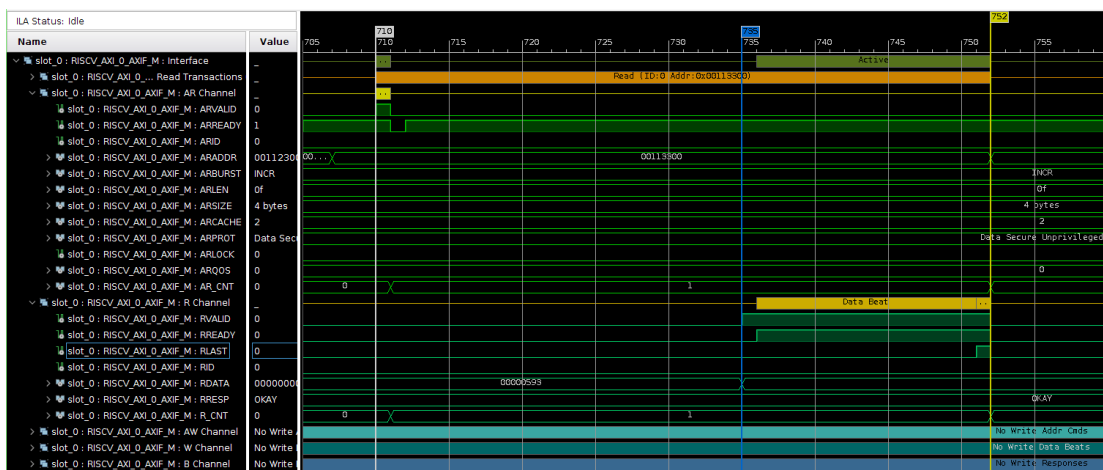 ILA Status: Idle
752
Name Value 710 735
705 710 715 720 725 730 735 740 745 750 755
slot_0 : RISCV_AXI_0_AXIF_M : Interface _ .. Active
slot_0 : RISCV_AXI_0_... Read Transactions _ Read (ID:0 Addr:0x00113300)
slot_0 : RISCV_AXI_0_AXIF_M : AR Channel _ ..
slot_0 : RISCV_AXI_0_AXIF_M : ARVALID 0
slot_0 : RISCV_AXI_0_AXIF_M : ARREADY 1
slot_0 : RISCV_AXI_0_AXIF_M : ARID 0
slot_0 : RISCV_AXI_0_AXIF_M : ARADDR 00112300 00... 00113300
slot_0 : RISCV_AXI_0_AXIF_M : ARBURST INCR INCR
slot_0 : RISCV_AXI_0_AXIF_M : ARLEN 0f 0f
slot_0 : RISCV_AXI_0_AXIF_M : ARSIZE 4 bytes 4 bytes
slot_0 : RISCV_AXI_0_AXIF_M : ARCACHE 2 2
slot_0 : RISCV_AXI_0_AXIF_M : ARPROT Data Sec Data Secure Unprivileged
slot_0 : RISCV_AXI_0_AXIF_M : ARLOCK 0
slot_0 : RISCV_AXI_0_AXIF_M : ARQOS 0 0
slot_0 : RISCV_AXI_0_AXIF_M : AR_CNT 0 0 1
slot_0 : RISCV_AXI_0_AXIF_M : R Channel _ Data Beat ..
slot_0 : RISCV_AXI_0_AXIF_M : RVALID 0
slot_0 : RISCV_AXI_0_AXIF_M : RREADY 0
slot_0 : RISCV_AXI_0_AXIF_M : RLAST 0
slot_0 : RISCV_AXI_0_AXIF_M : RID 0
slot_0 : RISCV_AXI_0_AXIF_M : RDATA 00000000 00000593
slot_0 : RISCV_AXI_0_AXIF_M : RRESP OKAY OKAY
slot_0 : RISCV_AXI_0_AXIF_M : R_CNT 0 0 1
slot_0 : RISCV_AXI_0_AXIF_M : AW Channel No Write No Write Addr Cmds
slot_0 : RISCV_AXI_0_AXIF_M : W Channel No Write No Write Data Beats
slot_0 : RISCV_AXI_0_AXIF_M : B Channel No Write No Write Responses